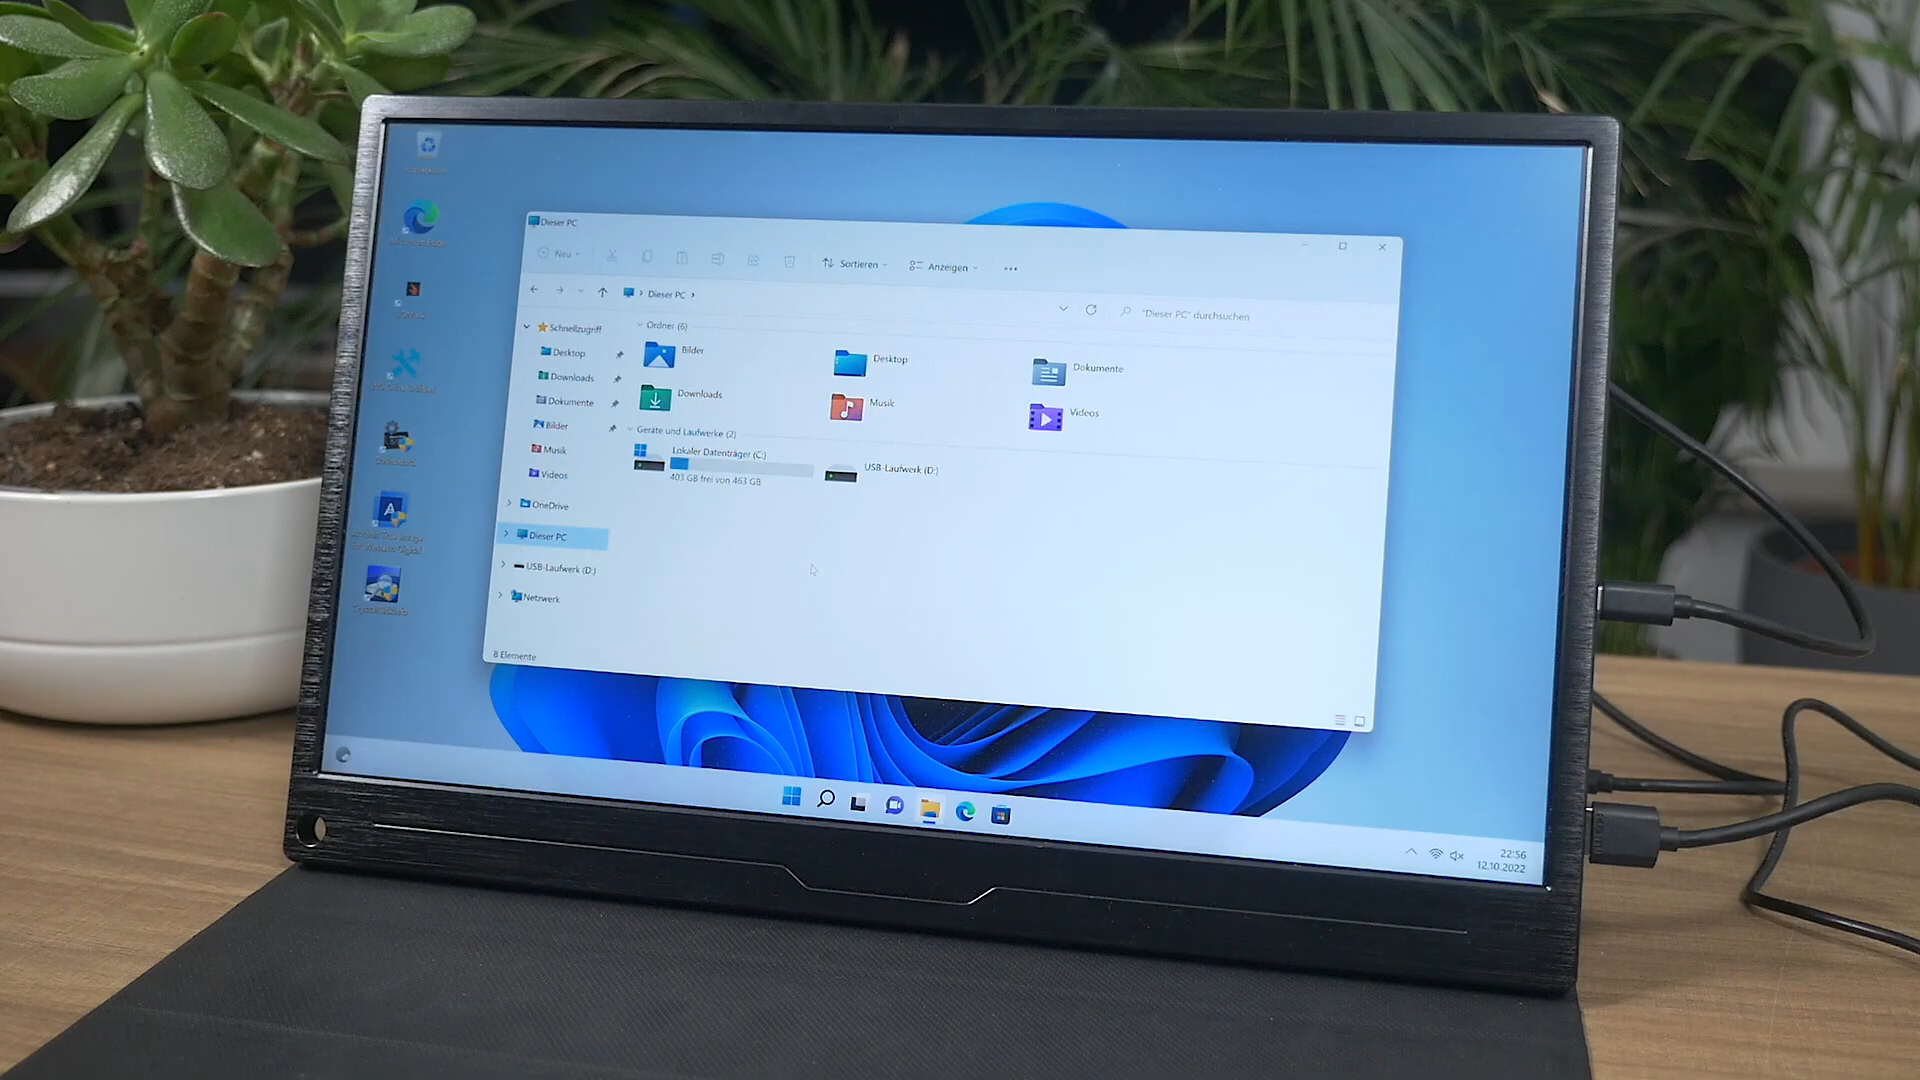 Dieser PC
Neu
Sortieren
Anzeigen
Dieser PC
"Dieser PC" durchsuchen
Schnellzugriff
Desktop
Downloads
Dokumente
Bilder
Musik
Videos
OneDrive
Dieser PC
USB-Laufwerk (D:)
Netzwerk
Ordner (6)
Bilder
Desktop
Dokumente
Downloads
Musik
Videos
Geräte und Laufwerke (2)
Lokaler Datenträger (C:)
403 GB frei von 463 GB
USB-Laufwerk (D:)
8 Elemente
22:56
12.10.2022